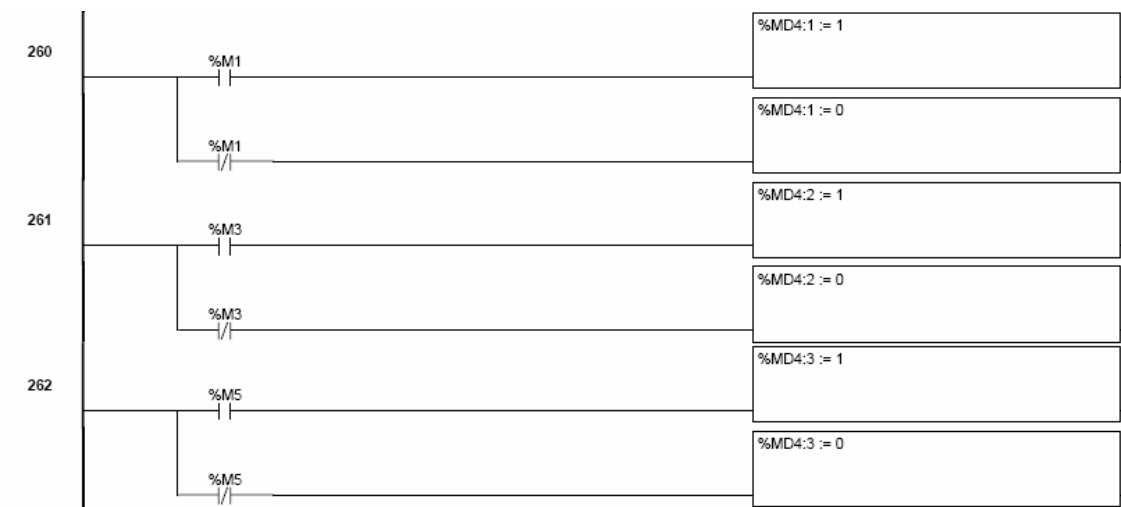 %MD4:1 := 1
260
%M1
%MD4:1 := 0
%M1
%MD4:2 := 1
261
%M3
%MD4:2 := 0
%M3
%MD4:3 := 1
262
%M5
%MD4:3 := 0
%M5